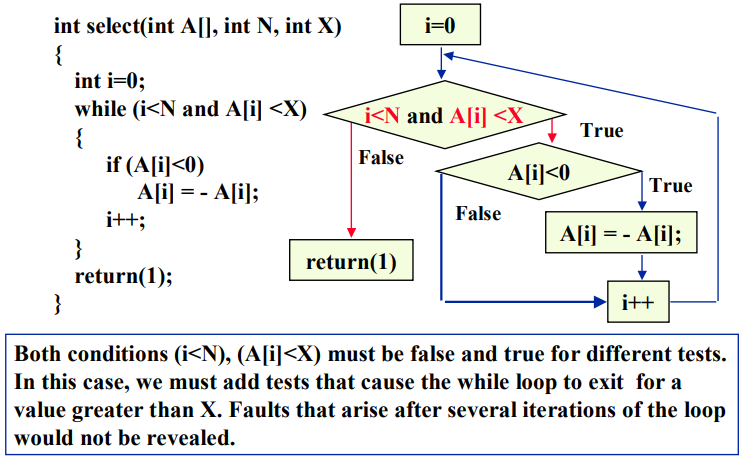 int select(int A[], int N, int X)
{
int i=0;
while (i<N and A[i] <X)
{
if (A[i]<0)
A[i] = - A[i];
i++;
}
return(1);
}
i=0
i<N and A[i] <X
True
False
A[i]<0
True
False
A[i] = - A[i];
return(1)
i++
Both conditions (i<N), (A[i]<X) must be false and true for different tests.
In this case, we must add tests that cause the while loop to exit for a
value greater than X. Faults that arise after several iterations of the loop
would not be revealed.